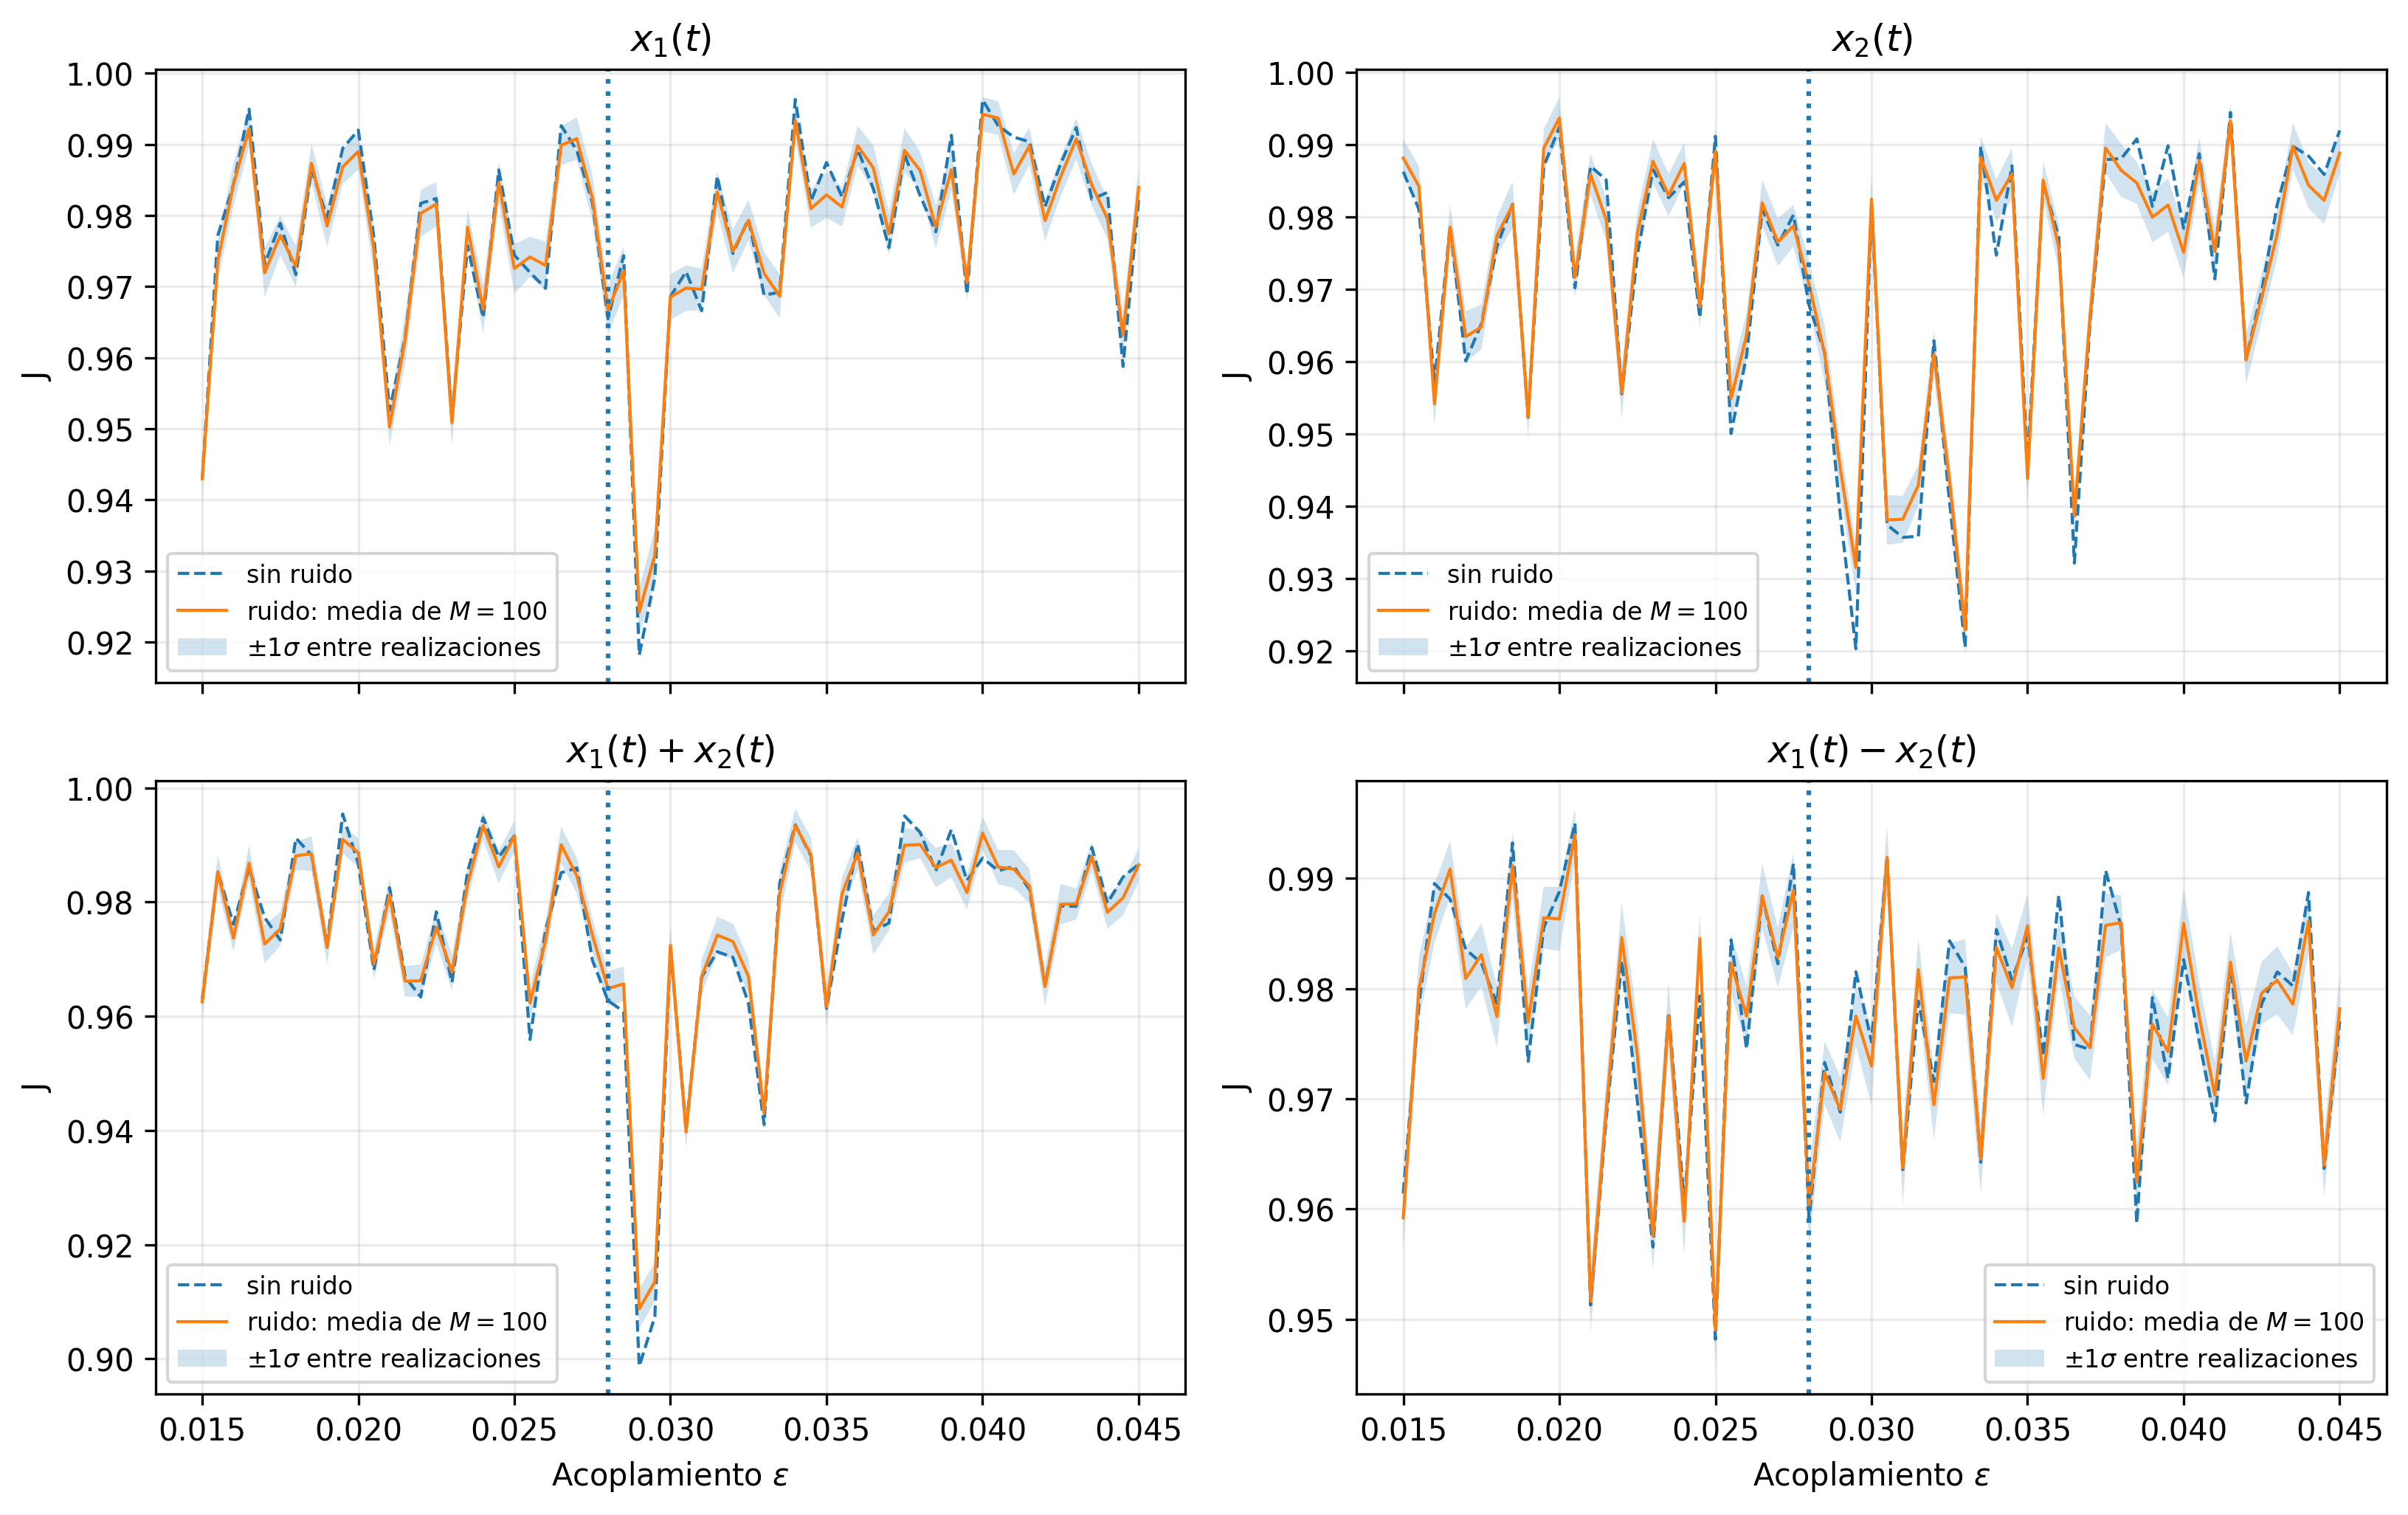 x₁(t)
1.00
0.99
0.98
0.97
0.96
0.95
0.94
0.93
0.92
J
sin ruido
ruido: media de M = 100
±1σ entre realizaciones
x₂(t)
1.00
0.99
0.98
0.97
0.96
0.95
0.94
0.93
0.92
J
sin ruido
ruido: media de M = 100
±1σ entre realizaciones
x₁(t) + x₂(t)
1.00
0.98
0.96
0.94
0.92
0.90
J
sin ruido
ruido: media de M = 100
±1σ entre realizaciones
0.015 0.020 0.025 0.030 0.035 0.040 0.045
Acoplamiento ε
x₁(t) − x₂(t)
0.99
0.98
0.97
0.96
0.95
J
sin ruido
ruido: media de M = 100
±1σ entre realizaciones
0.015 0.020 0.025 0.030 0.035 0.040 0.045
Acoplamiento ε